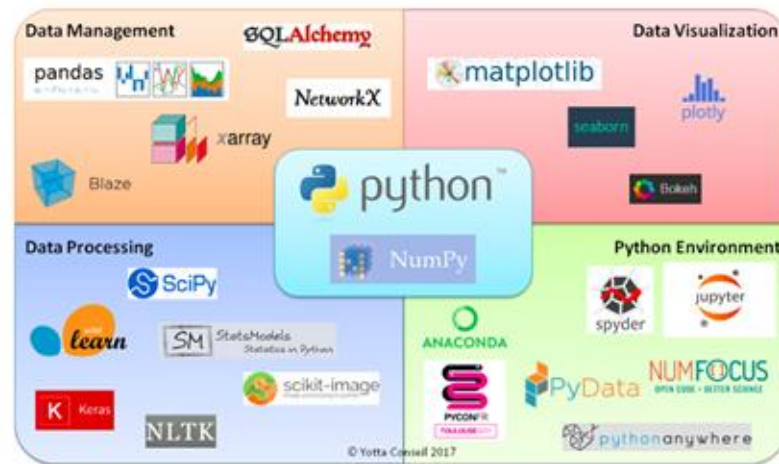 Data Management
SQLAlchemy
pandas
NetworkX
xarray
Blaze
Data Visualization
matplotlib
plotly
seaborn
Bokeh
python™
NumPy
Data Processing
SciPy
learn
SM StatsModels
Statistics in Python
scikit-image
K Keras
NLTK
Python Environment
spyder
jupyter
ANACONDA
PYCONFR
PyData
NUMFOCUS
OPEN CODE = BETTER SCIENCE
pythonanywhere
© Yotta Conseil 2017